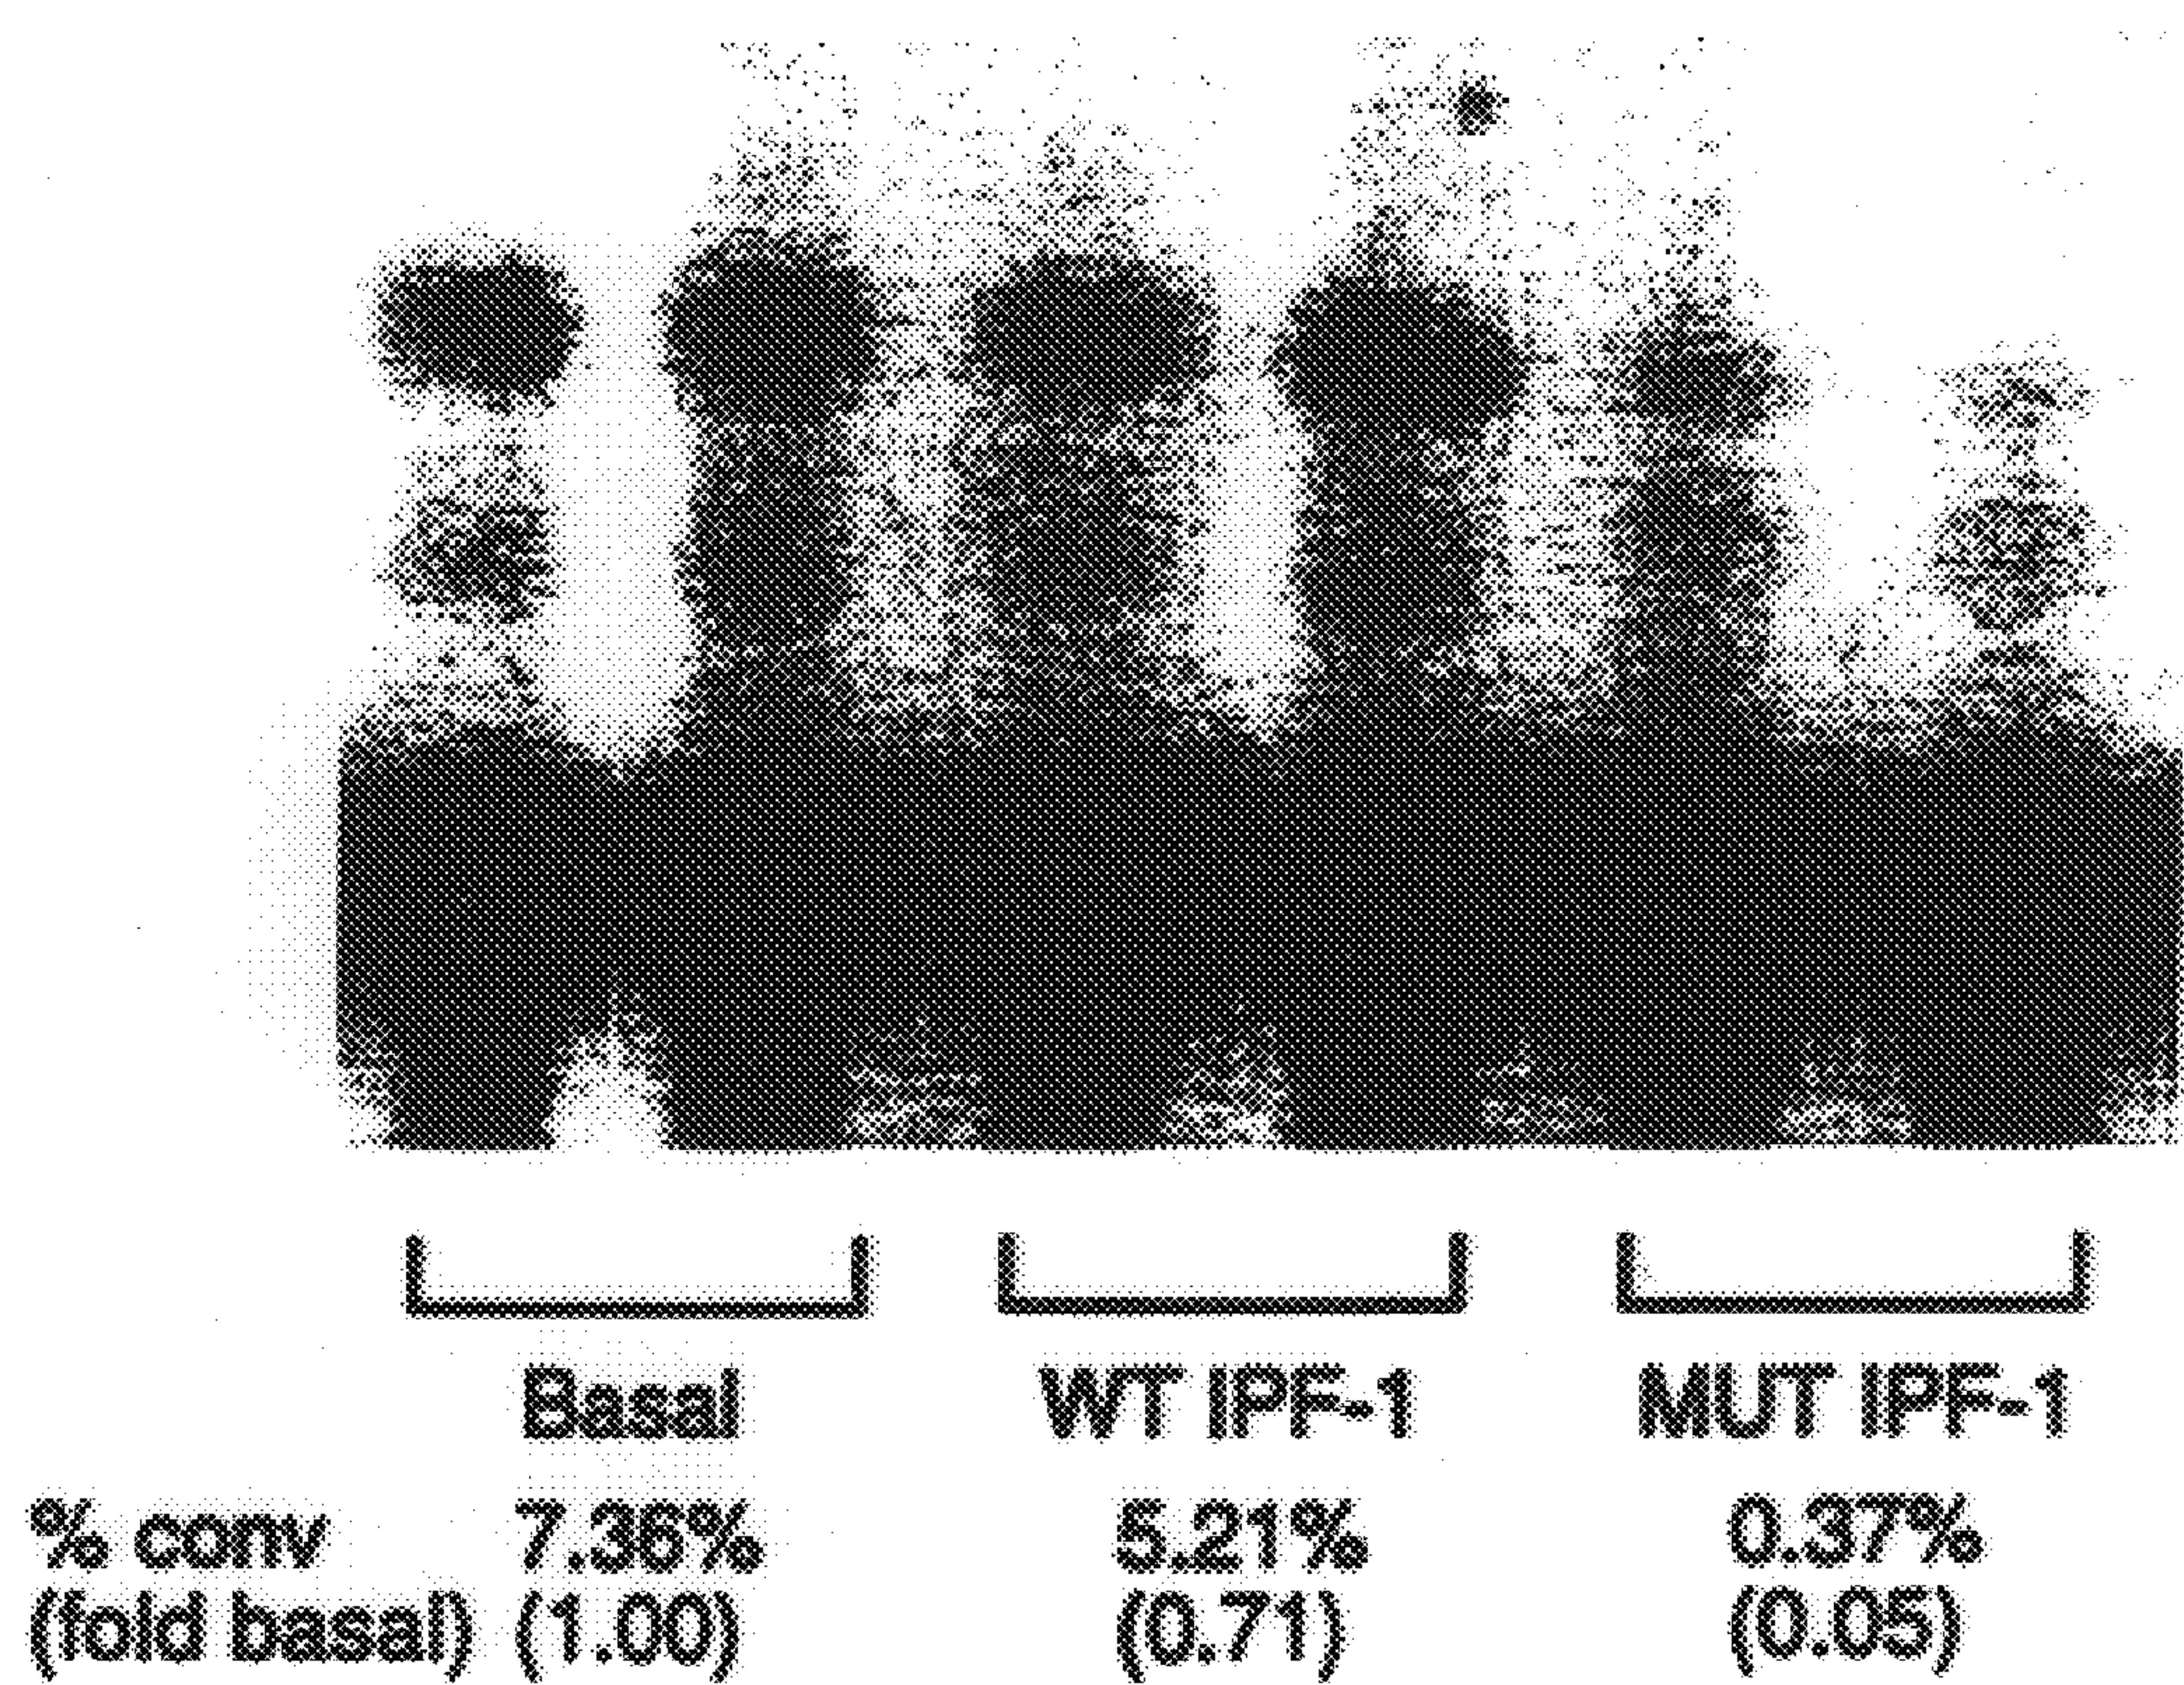 Basal WT IPF-1 MUT IPF-1
% conv 7.36% 5.21% 0.37%
(fold basal) (1.00) (0.71) (0.05)